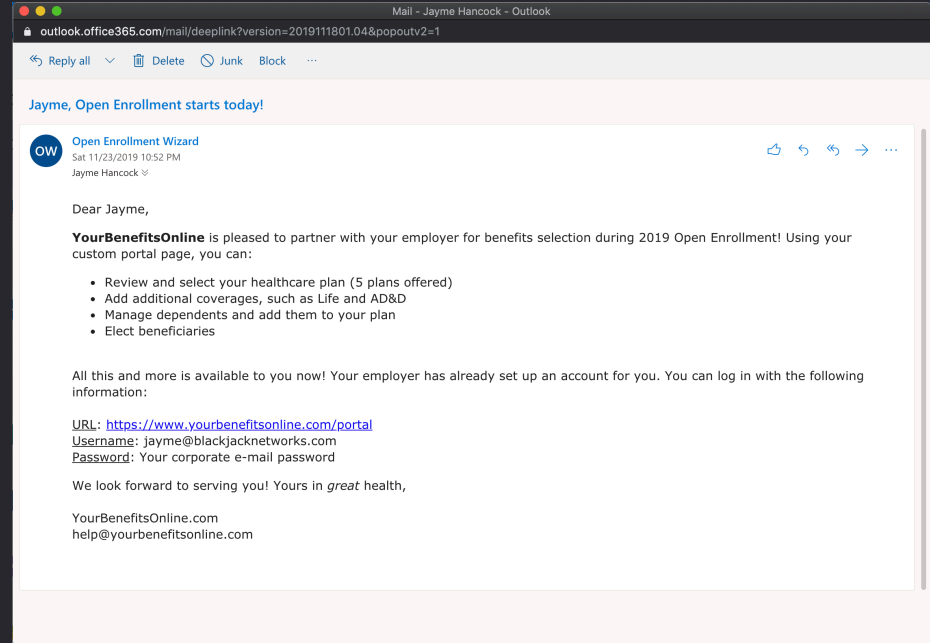 Mail - Jayme Hancock - Outlook
outlook.office365.com/mail/deeplink?version=2019111801.04&popoutv2=1
Reply all Delete Junk Block ···
Jayme, Open Enrollment starts today!
OW
Open Enrollment Wizard
Sat 11/23/2019 10:52 PM
Jayme Hancock
Dear Jayme,
YourBenefitsOnline is pleased to partner with your employer for benefits selection during 2019 Open Enrollment! Using your
custom portal page, you can:
• Review and select your healthcare plan (5 plans offered)
• Add additional coverages, such as Life and AD&D
• Manage dependents and add them to your plan
• Elect beneficiaries
All this and more is available to you now! Your employer has already set up an account for you. You can log in with the following
information:
URL: https://www.yourbenefitsonline.com/portal
Username: jayme@blackjacknetworks.com
Password: Your corporate e-mail password
We look forward to serving you! Yours in great health,
YourBenefitsOnline.com
help@yourbenefitsonline.com